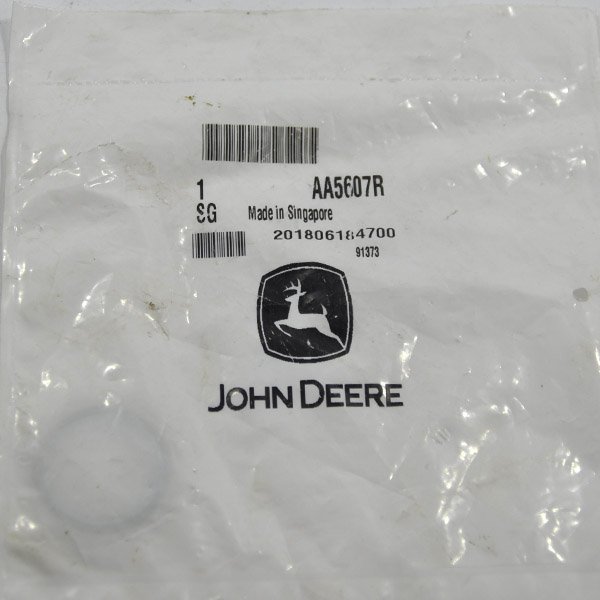 1 AA5607R
SG Made in Singapore
201806184700
91373
JOHN DEERE